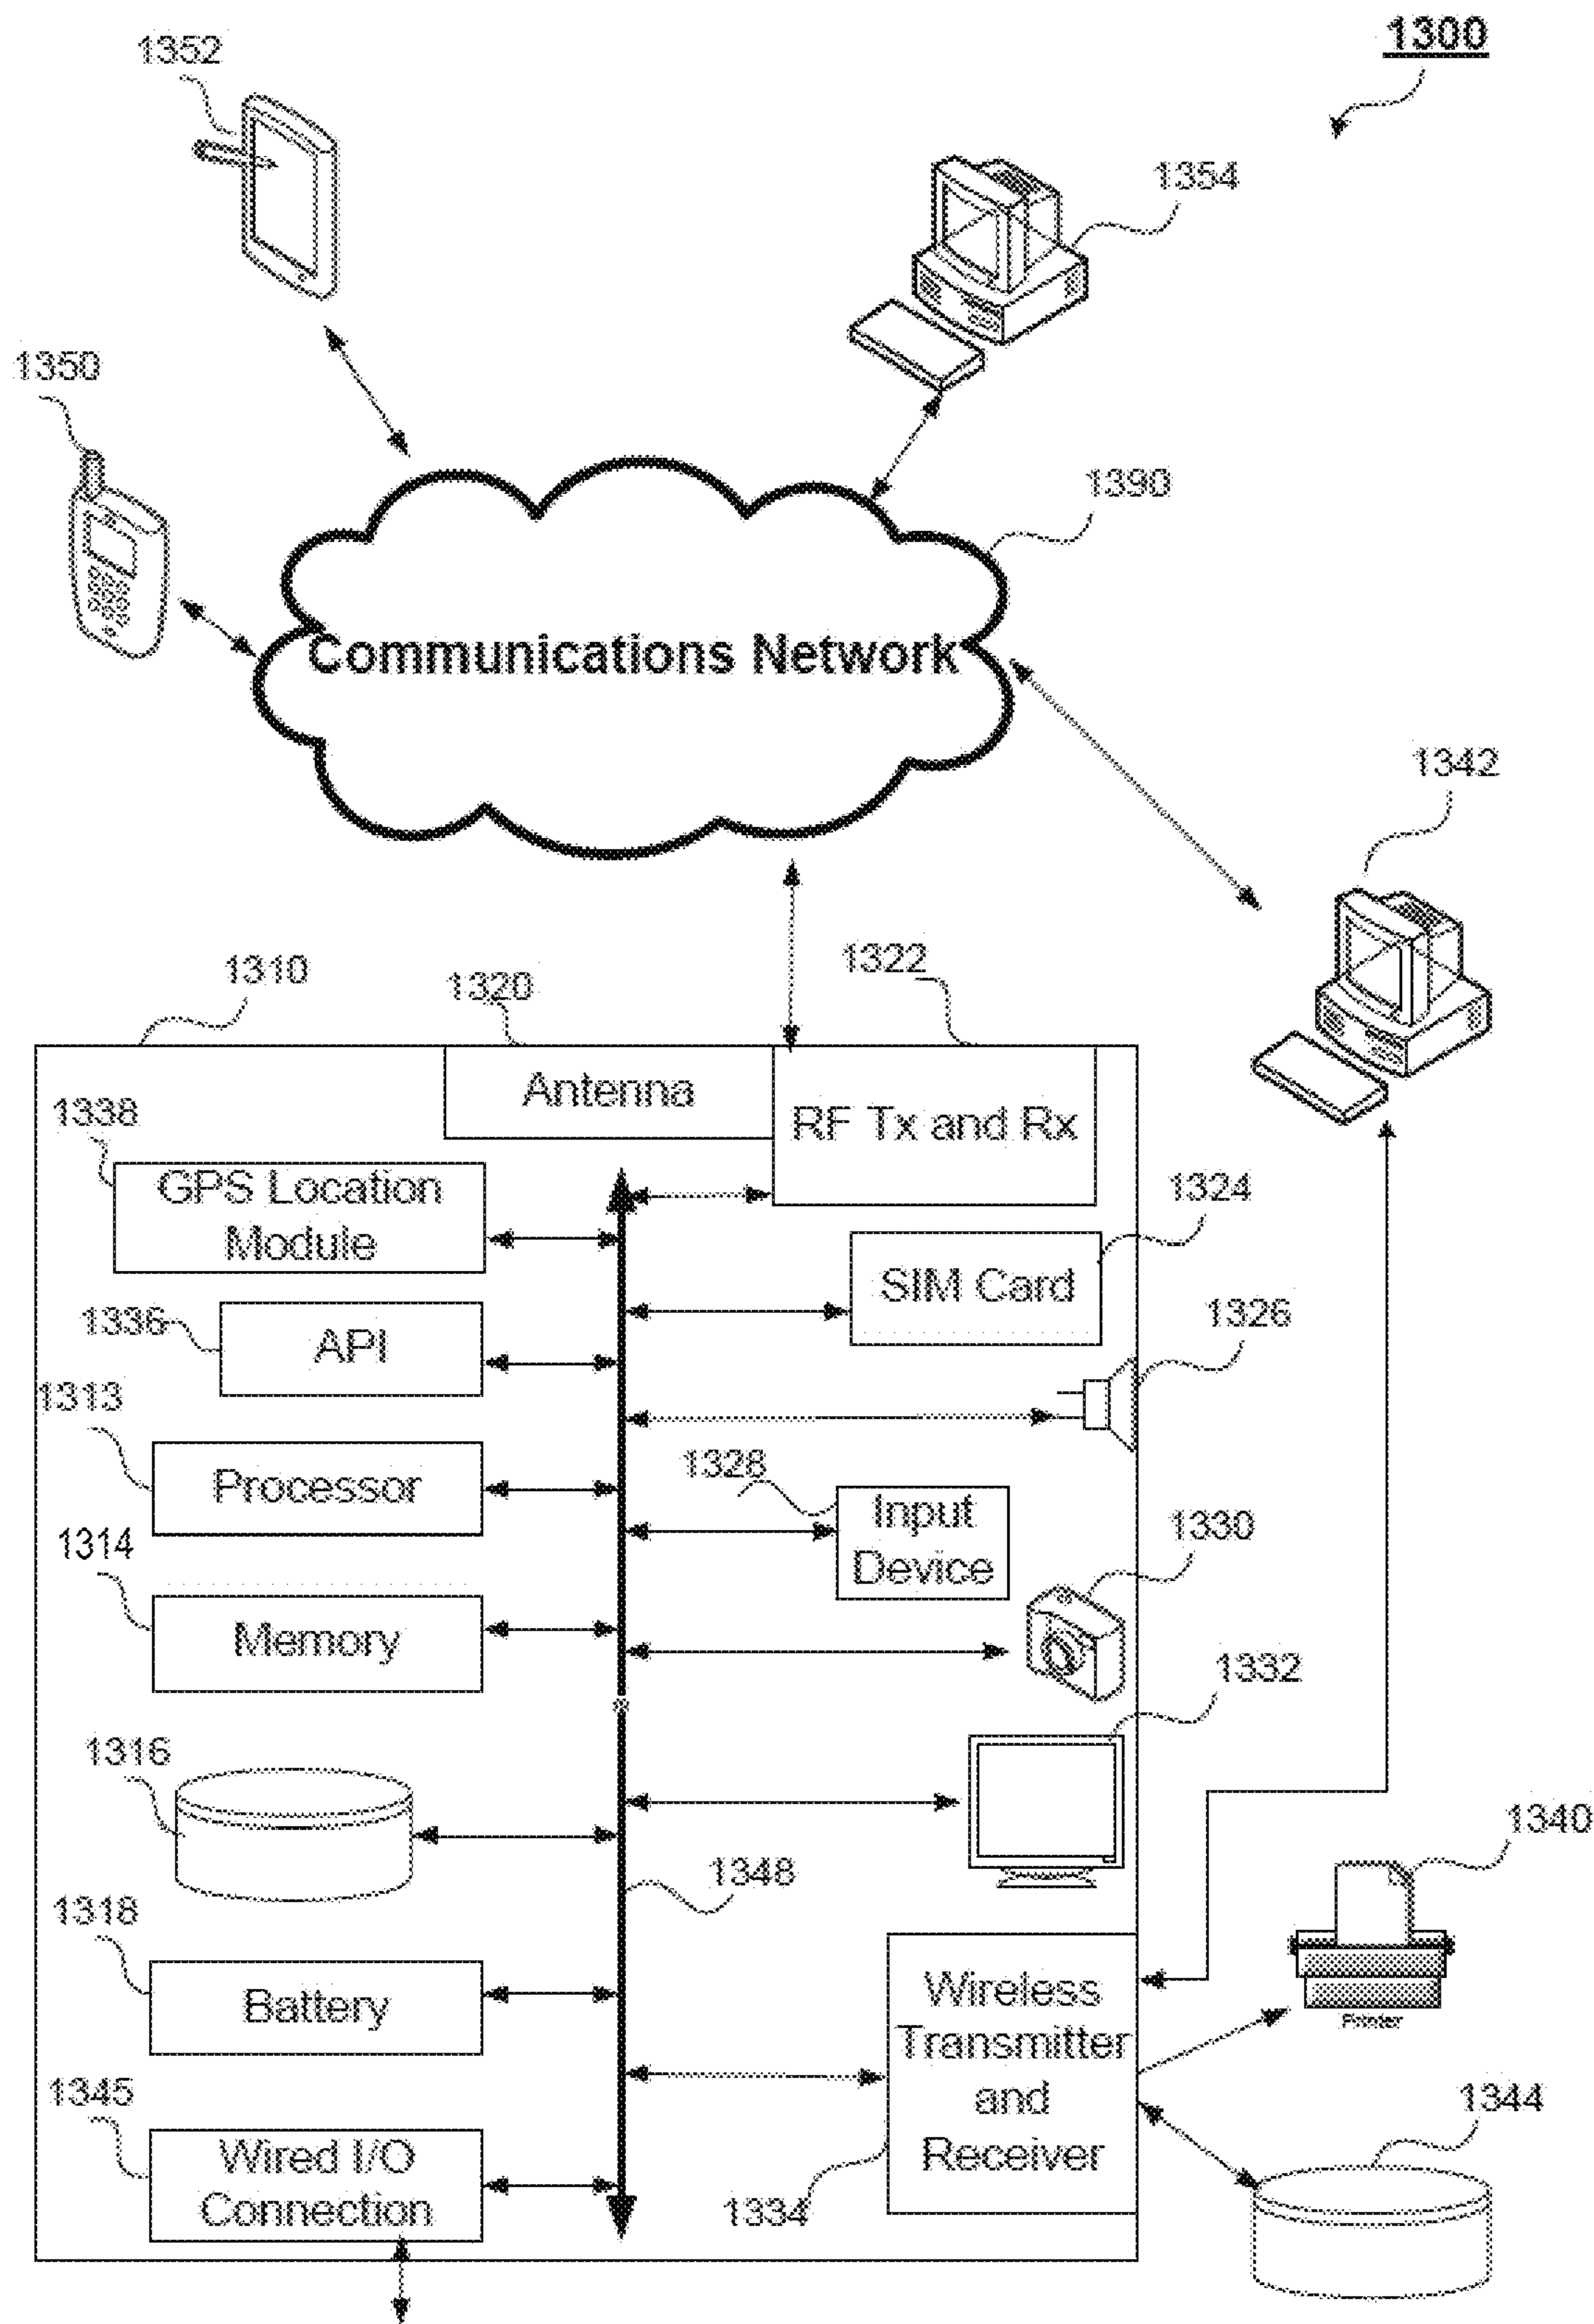 1300
1352
1354
1350
1390
Communications Network
1342
1310
1320
1322
Antenna
RF Tx and Rx
1338
GPS Location
Module
1324
SIM Card
1336
API
1326
1313
Processor
1328
Input
Device
1330
1314
Memory
1332
1316
1348
1340
Printer
1318
Battery
Wireless
Transmitter
and
Receiver
1345
Wired I/O
Connection
1334
1344